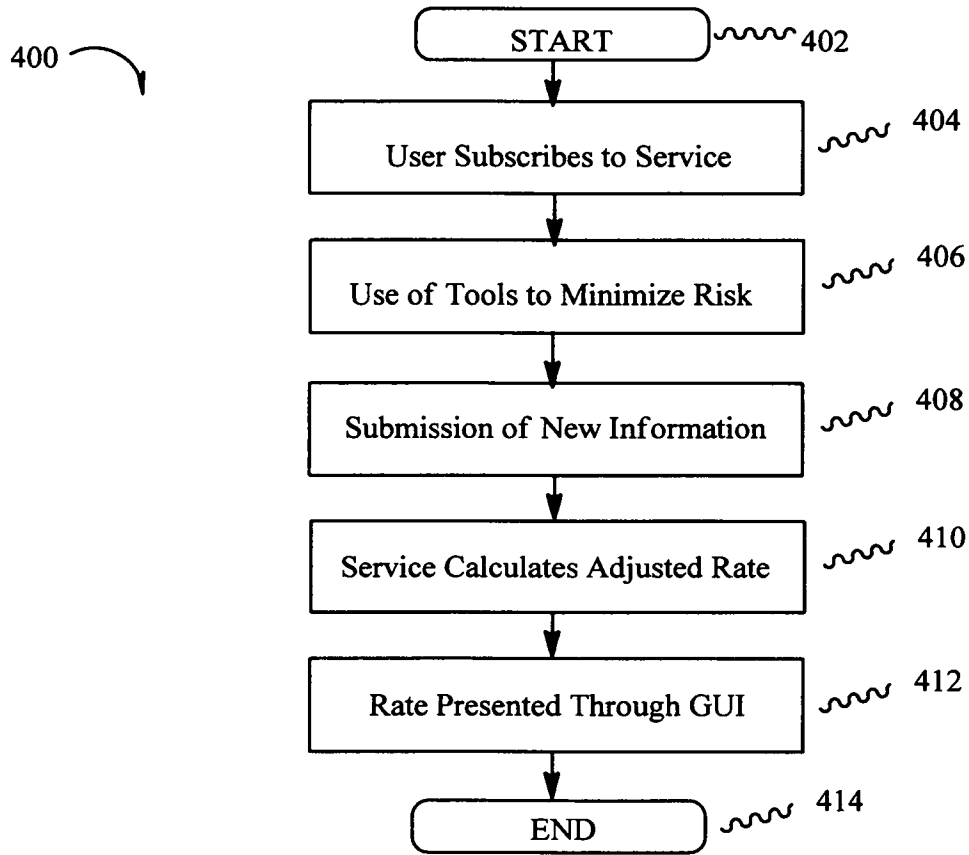 START
402
400
User Subscribes to Service
404
Use of Tools to Minimize Risk
406
Submission of New Information
408
Service Calculates Adjusted Rate
410
Rate Presented Through GUI
412
END
414